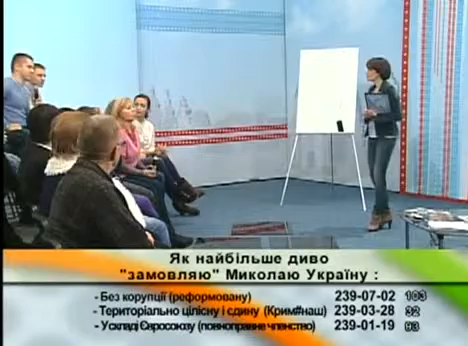 Як найбільше диво
"замовляю" Миколаю Україну :
- Без корупції (реформовану) 239-07-02 103
- Територіально цілісну і єдину (Крим#наш) 239-03-28 92
- У складі Євросоюзу (повноправне членство) 239-01-19 93